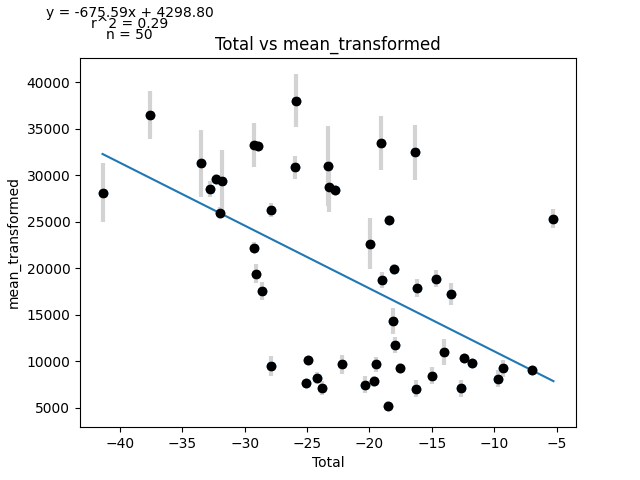 y = -675.59x + 4298.80
r^2 = 0.29
n = 50
Total vs mean_transformed
mean_transformed
40000
35000
30000
25000
20000
15000
10000
5000
−40 −35 −30 −25 −20 −15 −10 −5
Total